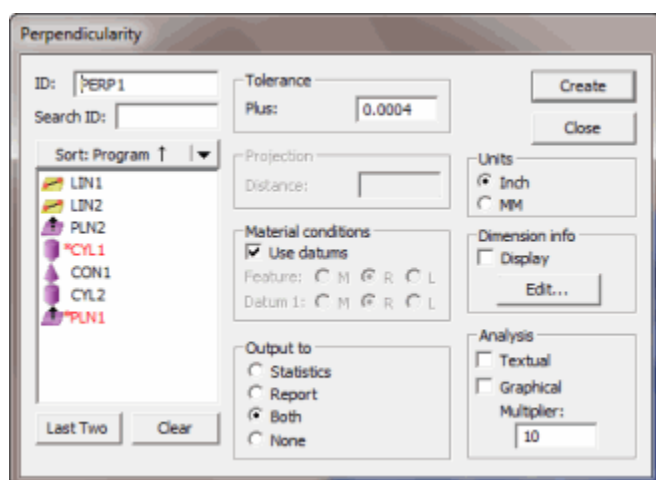 Perpendicularity
ID: PERP1
Search ID:
Sort: Program ↑
LIN1
LIN2
PLN2
*CYL1
CON1
CYL2
*PLN1
Last Two
Clear
Tolerance
Plus: 0.0004
Projection
Distance:
Material conditions
Use datums
Feature: M R L
Datum 1: M R L
Output to
Statistics
Report
Both
None
Create
Close
Units
Inch
MM
Dimension info
Display
Edit...
Analysis
Textual
Graphical
Multiplier:
10